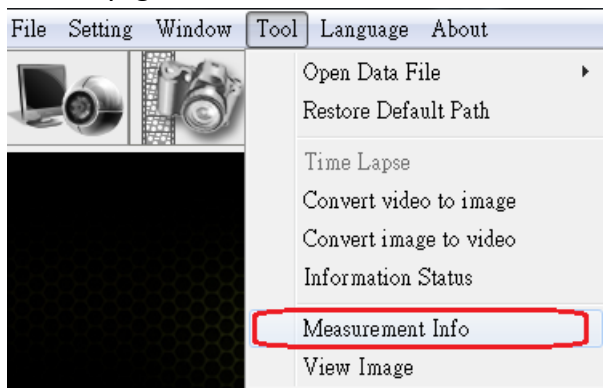 File Setting Window Tool Language About
Open Data File
Restore Default Path
Time Lapse
Convert video to image
Convert image to video
Information Status
Measurement Info
View Image